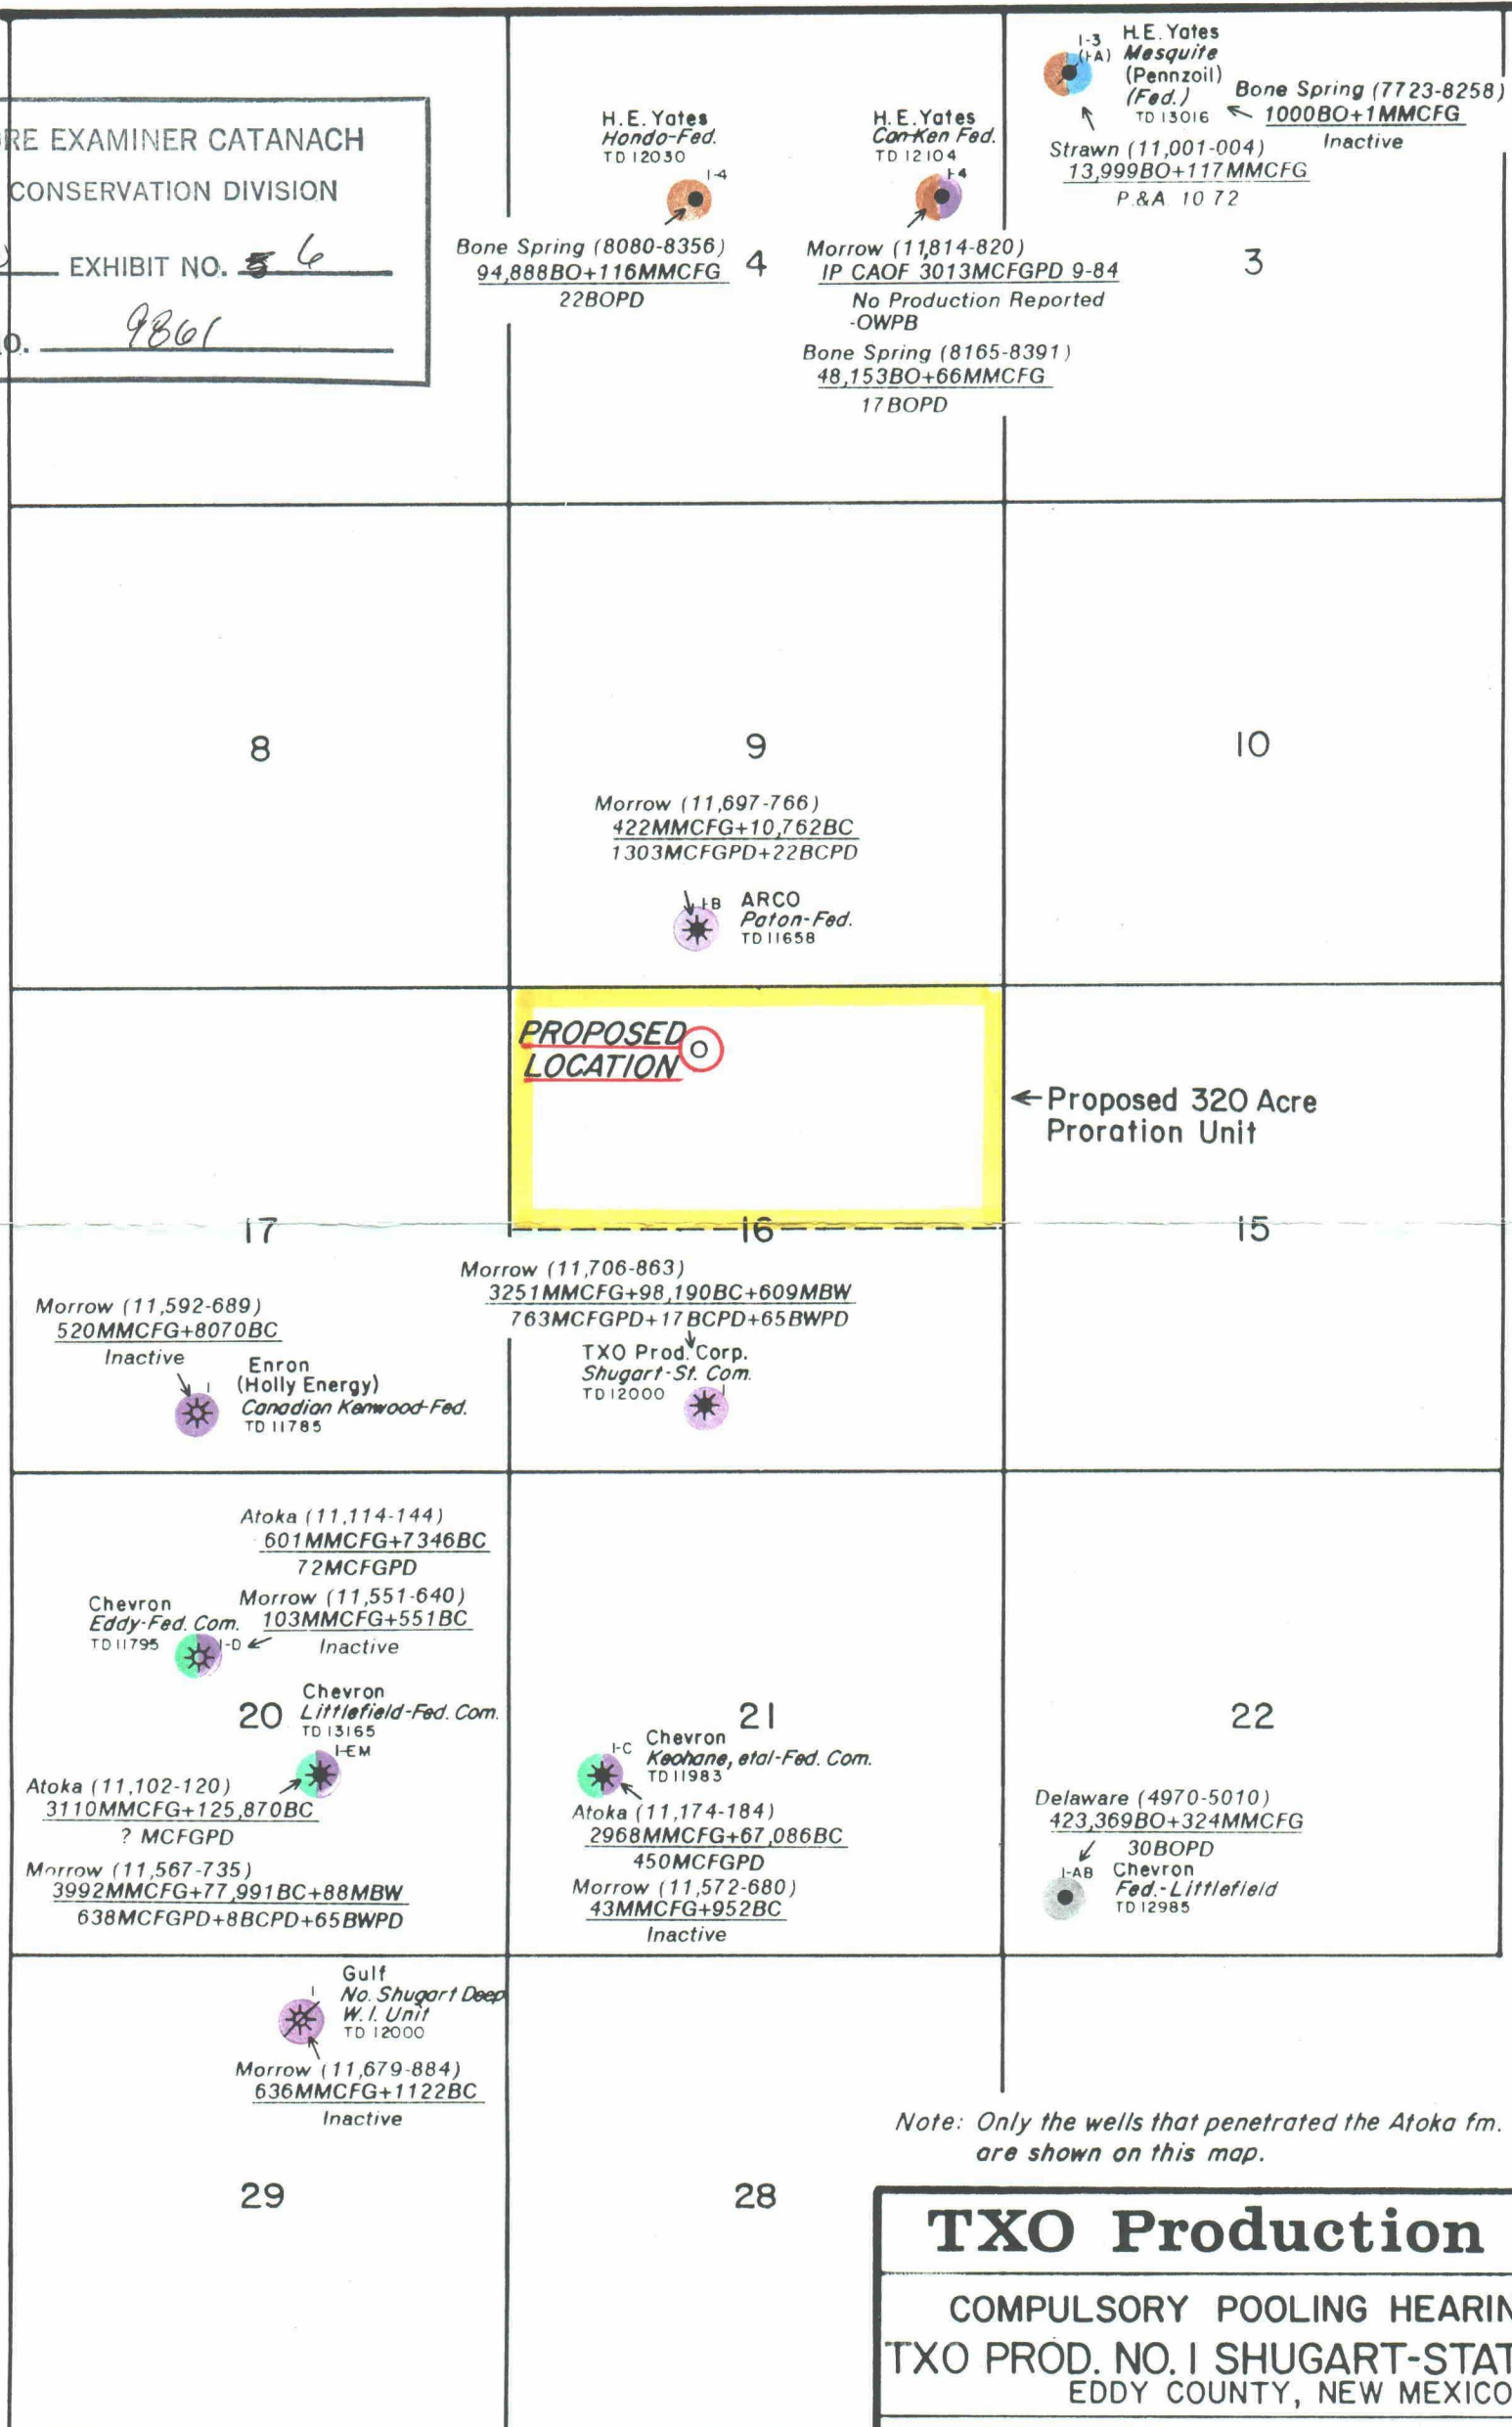 RE EXAMINER CATANACH
CONSERVATION DIVISION
EXHIBIT NO. 6
O. 9861
H.E. Yates
Hondo-Fed.
TD 12030
1-4
Bone Spring (8080-8356)
94,888BO+116MMCFG
22BOPD
4
H.E. Yates
Can-Ken Fed.
TD 12104
1-4
Morrow (11,814-820)
IP CAOF 3013MCFGPD 9-84
No Production Reported
-OWPB
Bone Spring (8165-8391)
48,153BO+66MMCFG
17BOPD
1-3
(1-A)
H.E. Yates
Mesquite
(Pennzoil)
(Fed.)
TD 13016
Bone Spring (7723-8258)
1000BO+1MMCFG
Inactive
Strawn (11,001-004)
13,999BO+117MMCFG
P.&A. 10 72
3
8
9
10
Morrow (11,697-766)
422MMCFG+10,762BC
1303MCFGPD+22BCPD
1-B
ARCO
Paton-Fed.
TD 11658
PROPOSED
LOCATION
←Proposed 320 Acre
Proration Unit
17
16
15
Morrow (11,592-689)
520MMCFG+8070BC
Inactive
1
Enron
(Holly Energy)
Canadian Kenwood-Fed.
TD 11785
Morrow (11,706-863)
3251MMCFG+98,190BC+609MBW
763MCFGPD+17BCPD+65BWPD
TXO Prod. Corp.
Shugart-St. Com.
TD 12000
1
Atoka (11,114-144)
601MMCFG+7346BC
72MCFGPD
Chevron
Eddy-Fed. Com.
TD 11795
1-D
Morrow (11,551-640)
103MMCFG+551BC
Inactive
20
Chevron
Littlefield-Fed. Com.
TD 13165
1-EM
Atoka (11,102-120)
3110MMCFG+125,870BC
? MCFGPD
Morrow (11,567-735)
3992MMCFG+77,991BC+88MBW
638MCFGPD+8BCPD+65BWPD
21
1-C
Chevron
Keohane, etal-Fed. Com.
TD 11983
Atoka (11,174-184)
2968MMCFG+67,086BC
450MCFGPD
Morrow (11,572-680)
43MMCFG+952BC
Inactive
22
Delaware (4970-5010)
423,369BO+324MMCFG
30BOPD
1-AB
Chevron
Fed.-Littlefield
TD 12985
1
Gulf
No. Shugart Deep
W.I. Unit
TD 12000
Morrow (11,679-884)
636MMCFG+1122BC
Inactive
29
28
Note: Only the wells that penetrated the Atoka fm.
are shown on this map.
TXO Production
COMPULSORY POOLING HEARIN
TXO PROD. NO. 1 SHUGART-STAT
EDDY COUNTY, NEW MEXICO